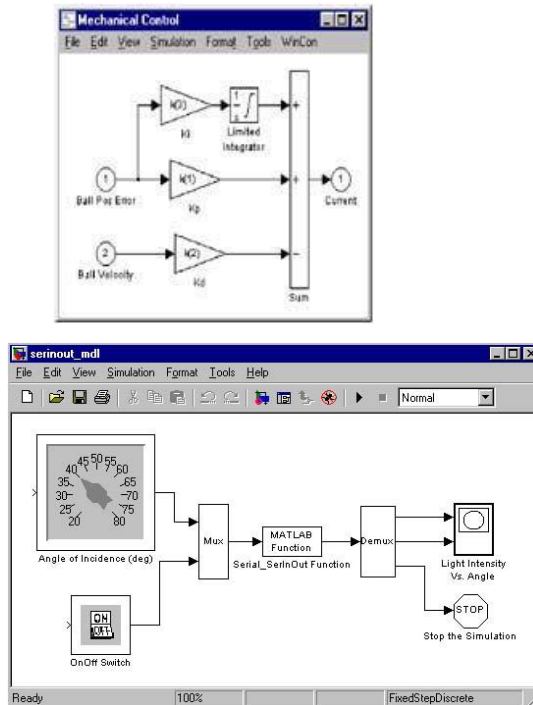 Mechanical Control
File Edit View Simulation Format Tools WinCon
k(3)
Ki
1
s
Limited
Integrator
+
1
Ball Pos Error
k(1)
Kp
+
1
Current
2
Ball Velocity
k(2)
Kd
-
Sum
serinout_mdl
File Edit View Simulation Format Tools Help
Normal
20 25 30 35 40 45 50 55 60 65 70 75 80
Angle of Incidence (deg)
Mux
MATLAB
Function
Serial_SerInOut Function
Demux
Light Intensity
Vs. Angle
ON
OFF
OnOff Switch
STOP
Stop the Simulation
Ready 100% FixedStepDiscrete